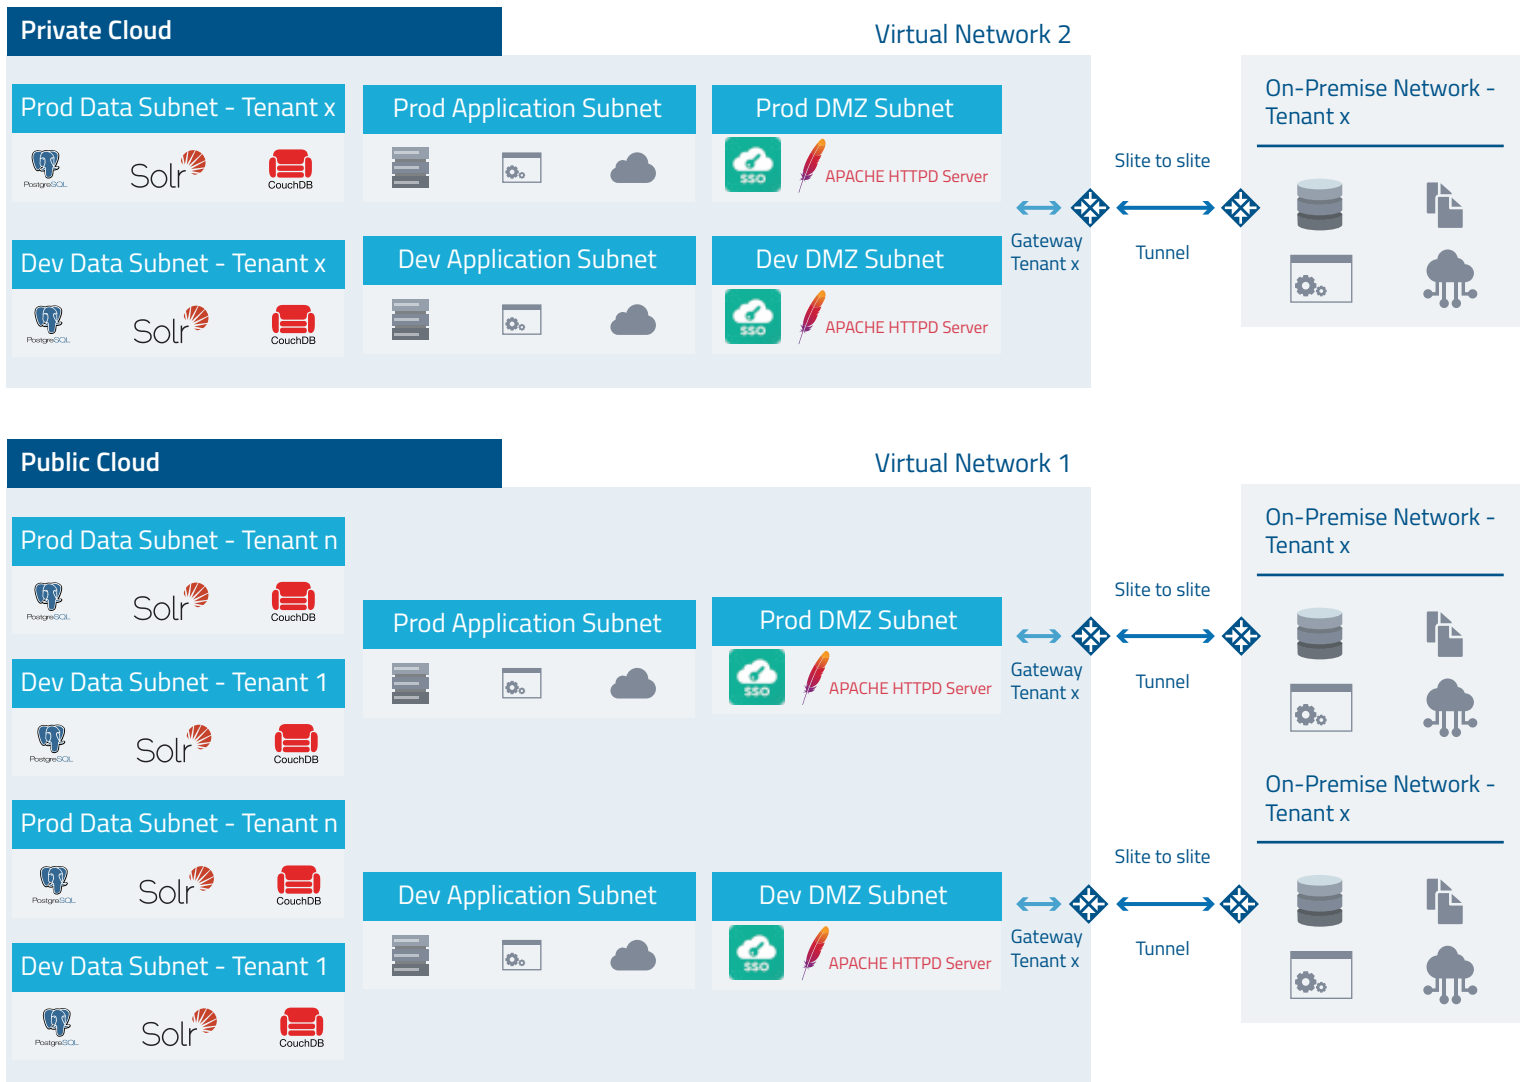 Private Cloud
Virtual Network 2
Prod Data Subnet - Tenant x
PostgreSQL
Solr
CouchDB
Prod Application Subnet
Prod DMZ Subnet
SSO
APACHE HTTPD Server
Dev Data Subnet - Tenant x
PostgreSQL
Solr
CouchDB
Dev Application Subnet
Dev DMZ Subnet
SSO
APACHE HTTPD Server
Gateway
Tenant x
Slite to slite
Tunnel
On-Premise Network -
Tenant x
Public Cloud
Virtual Network 1
Prod Data Subnet - Tenant n
PostgreSQL
Solr
CouchDB
Dev Data Subnet - Tenant 1
PostgreSQL
Solr
CouchDB
Prod Data Subnet - Tenant n
PostgreSQL
Solr
CouchDB
Dev Data Subnet - Tenant 1
PostgreSQL
Solr
CouchDB
Prod Application Subnet
Prod DMZ Subnet
SSO
APACHE HTTPD Server
Gateway
Tenant x
Slite to slite
Tunnel
On-Premise Network -
Tenant x
Dev Application Subnet
Dev DMZ Subnet
SSO
APACHE HTTPD Server
Gateway
Tenant x
Slite to slite
Tunnel
On-Premise Network -
Tenant x